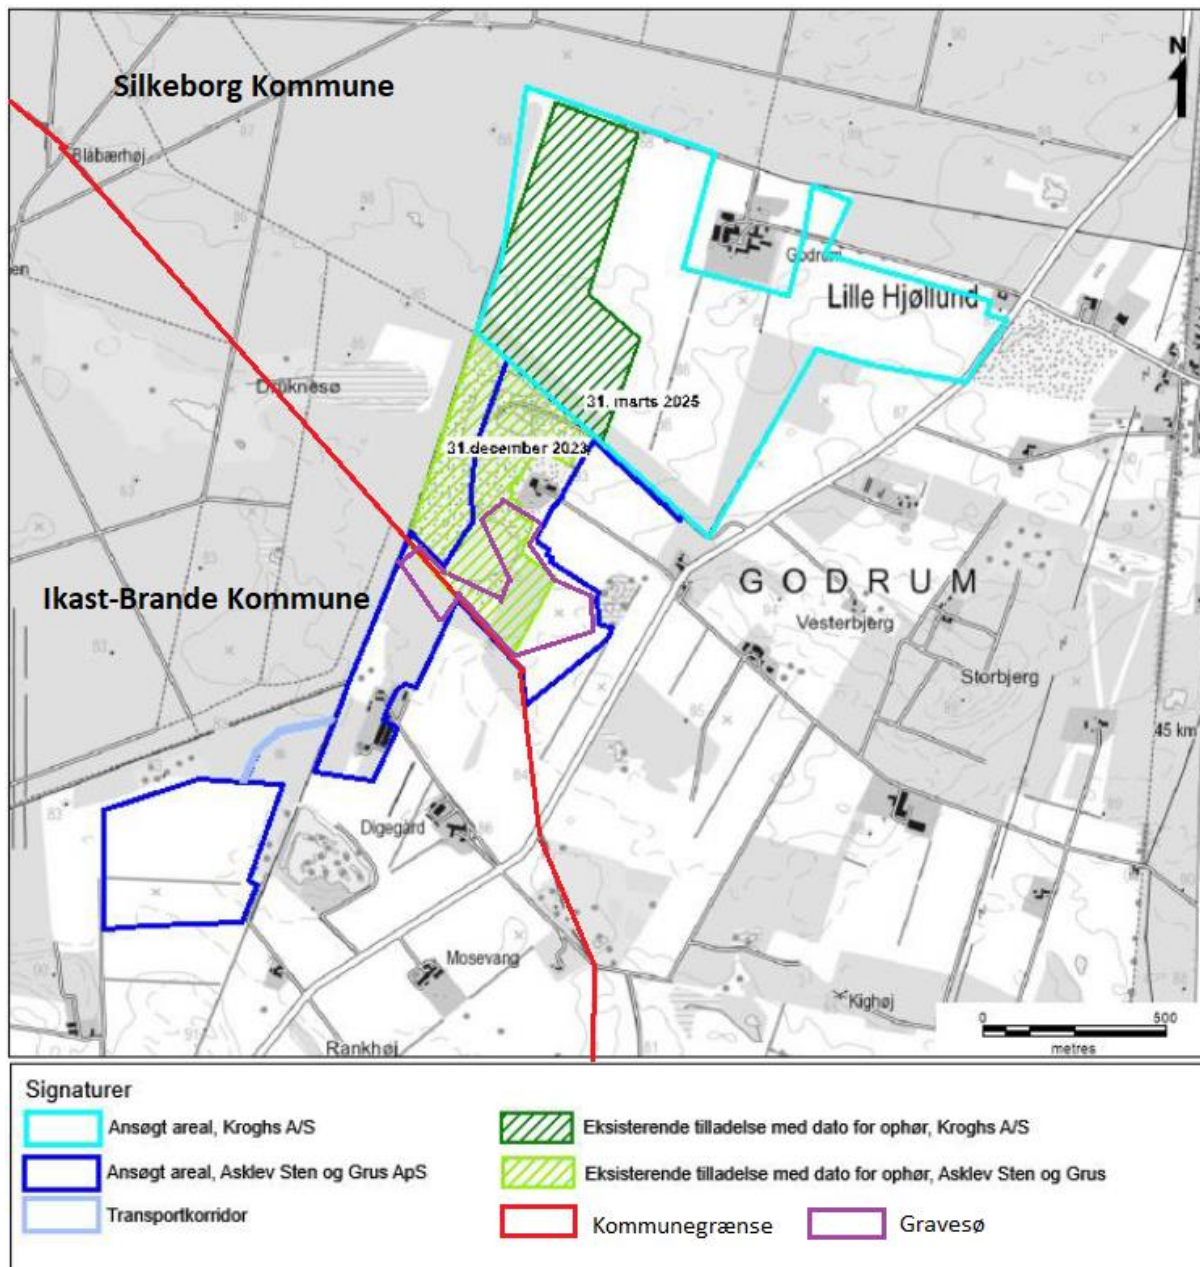 N
Silkeborg Kommune
Blåbærhøj
Godrum
Lille Hjøllund
31. marts 2025
31.december 2023
Ikast-Brande Kommune
GODRUM
Vesterbjerg
Storbjerg
45 km
Digegård
Mosevang
Kighøj
Rankhøj
0 500
metres
Signaturer
Ansøgt areal, Kroghs A/S
Eksisterende tilladelse med dato for ophør, Kroghs A/S
Ansøgt areal, Asklev Sten og Grus ApS
Eksisterende tilladelse med dato for ophør, Asklev Sten og Grus
Transportkorridor
Kommunegrænse
Gravesø